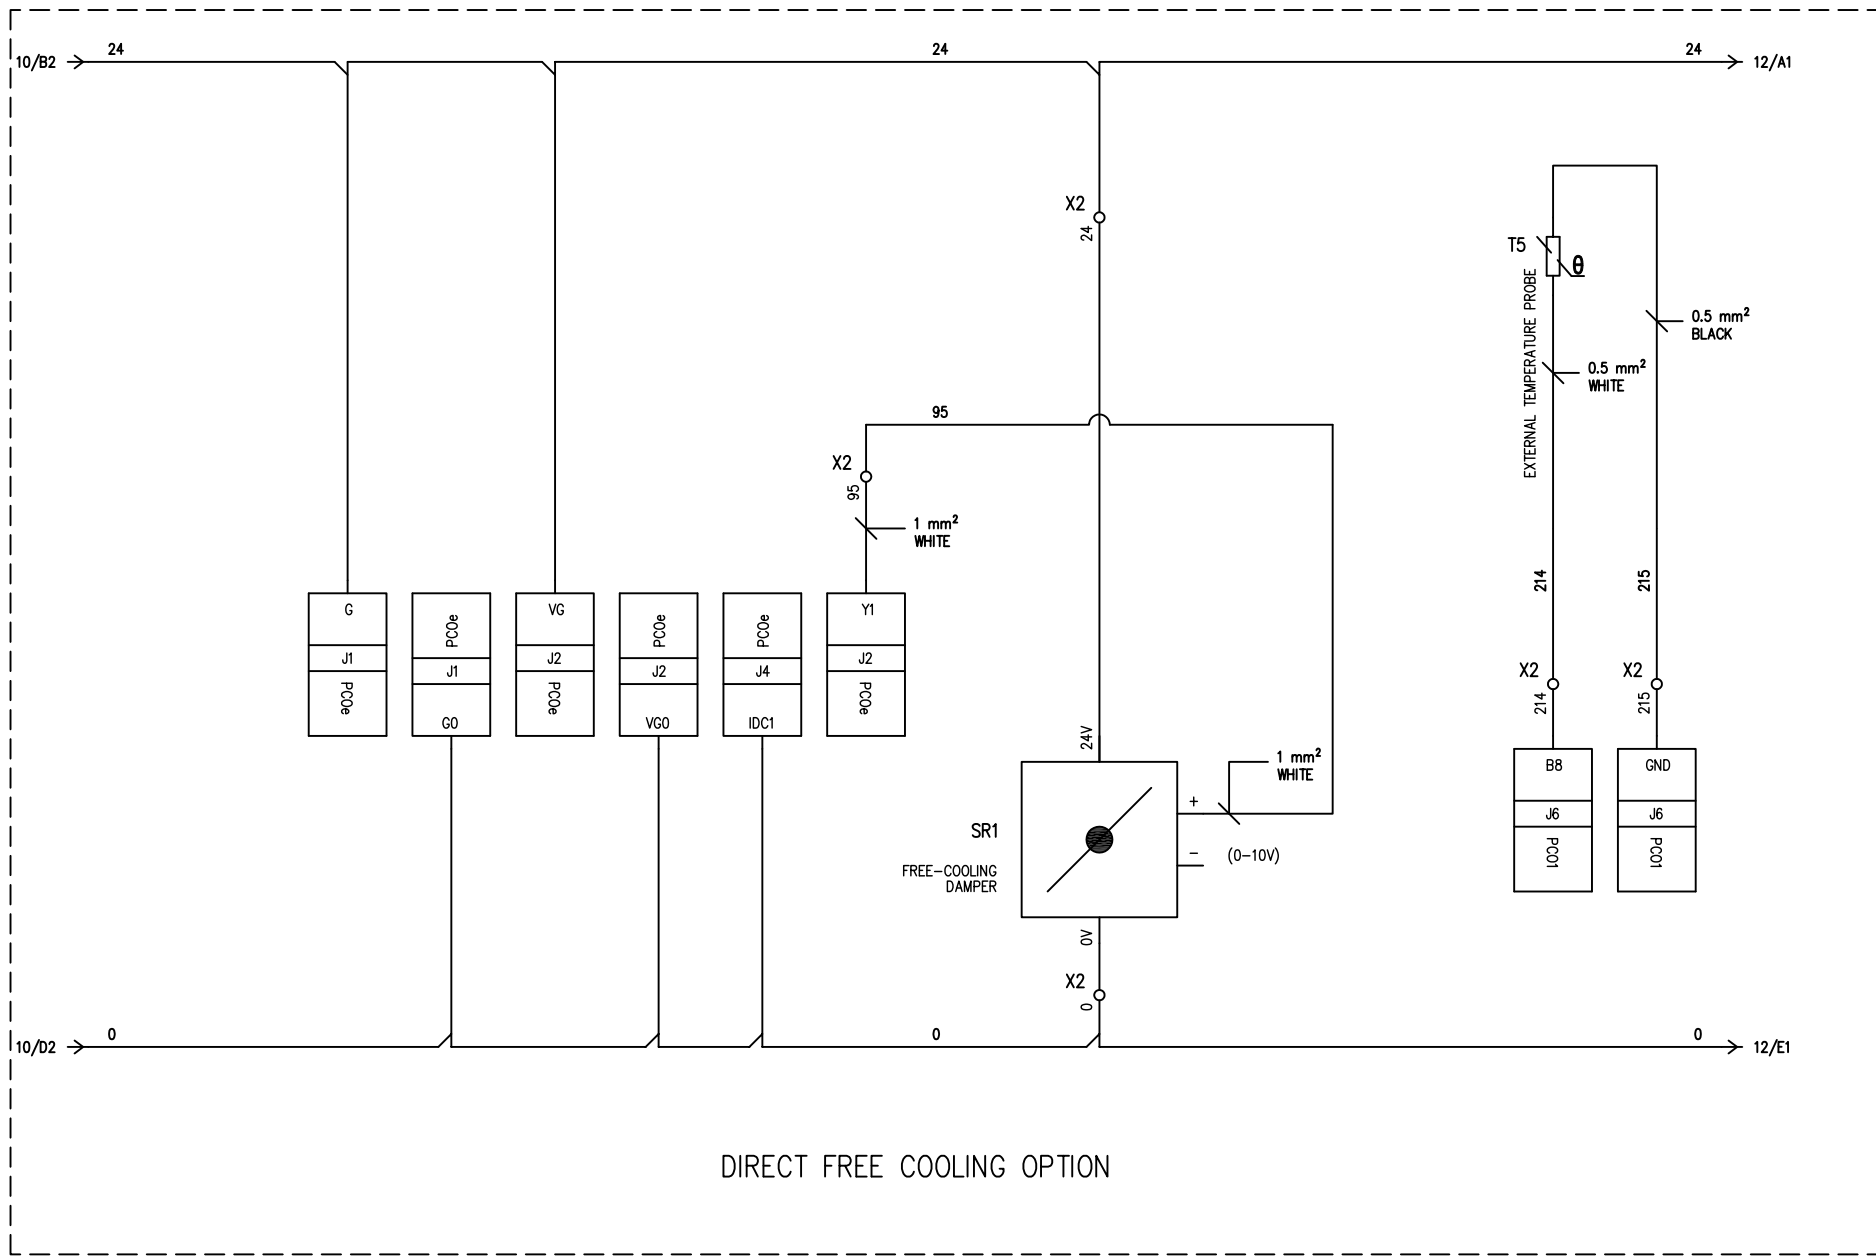 24
24
24
10/B2
12/A1
X2
24
T5
θ
EXTERNAL TEMPERATURE PROBE
0.5 mm²
BLACK
0.5 mm²
WHITE
95
X2
95
1 mm²
WHITE
214
215
G
J1
PCOe
PCOe
J1
G0
VG
J2
PCOe
PCOe
J2
VG0
PCOe
J4
IDC1
Y1
J2
PCOe
X2
214
X2
215
24V
1 mm²
WHITE
+
−
(0−10V)
SR1
FREE−COOLING
DAMPER
B8
J6
PCO1
GND
J6
PCO1
0V
X2
0
0
0
0
10/D2
12/E1
DIRECT FREE COOLING OPTION